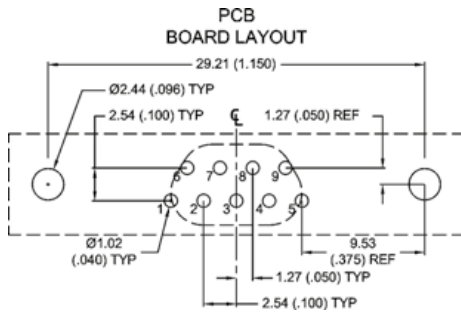 PCB
BOARD LAYOUT
29.21 (1.150)
Ø2.44 (.096) TYP
2.54 (.100) TYP
℄
1.27 (.050) REF
6 7 8 9
1 2 3 4 5
Ø1.02
(.040) TYP
9.53
(.375) REF
1.27 (.050) TYP
2.54 (.100) TYP